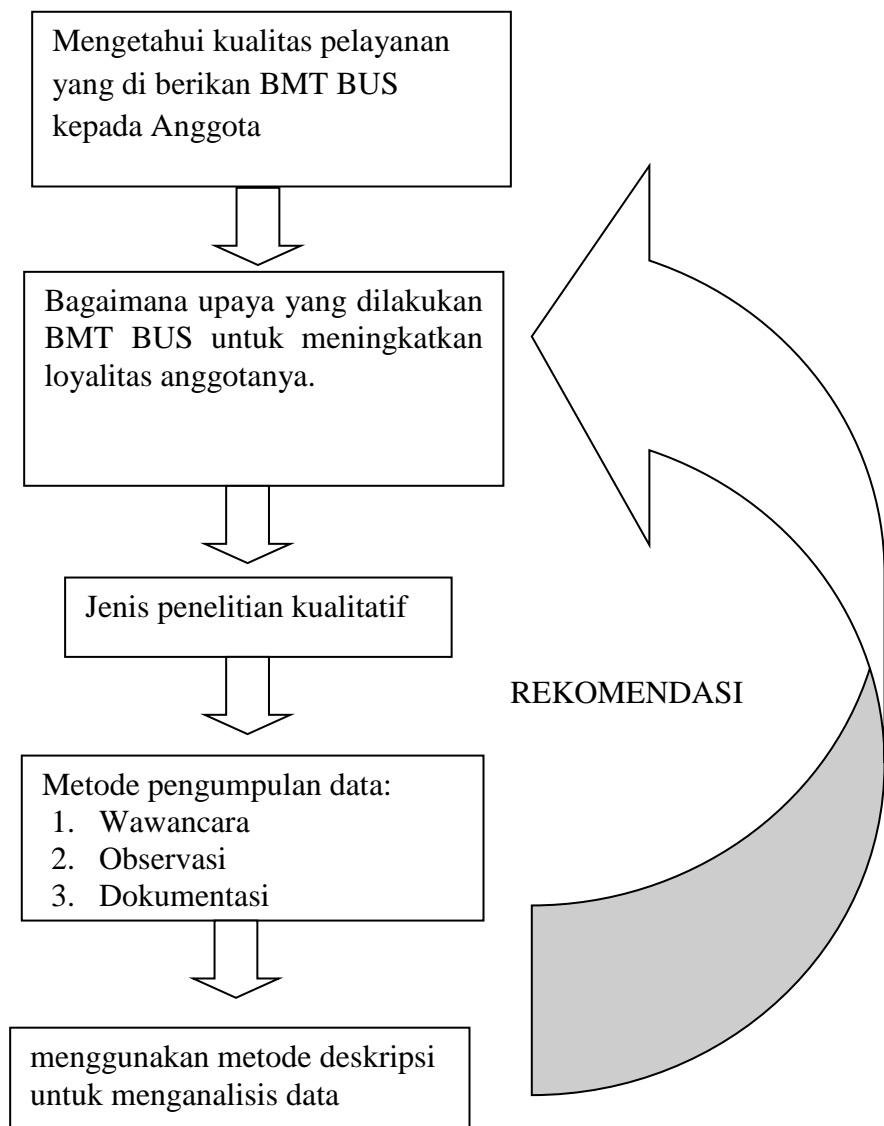 Mengetahui kualitas pelayanan
yang di berikan BMT BUS
kepada Anggota
Bagaimana upaya yang dilakukan
BMT BUS untuk meningkatkan
loyalitas anggotanya.
Jenis penelitian kualitatif
REKOMENDASI
Metode pengumpulan data:
1. Wawancara
2. Observasi
3. Dokumentasi
menggunakan metode deskripsi
untuk menganalisis data